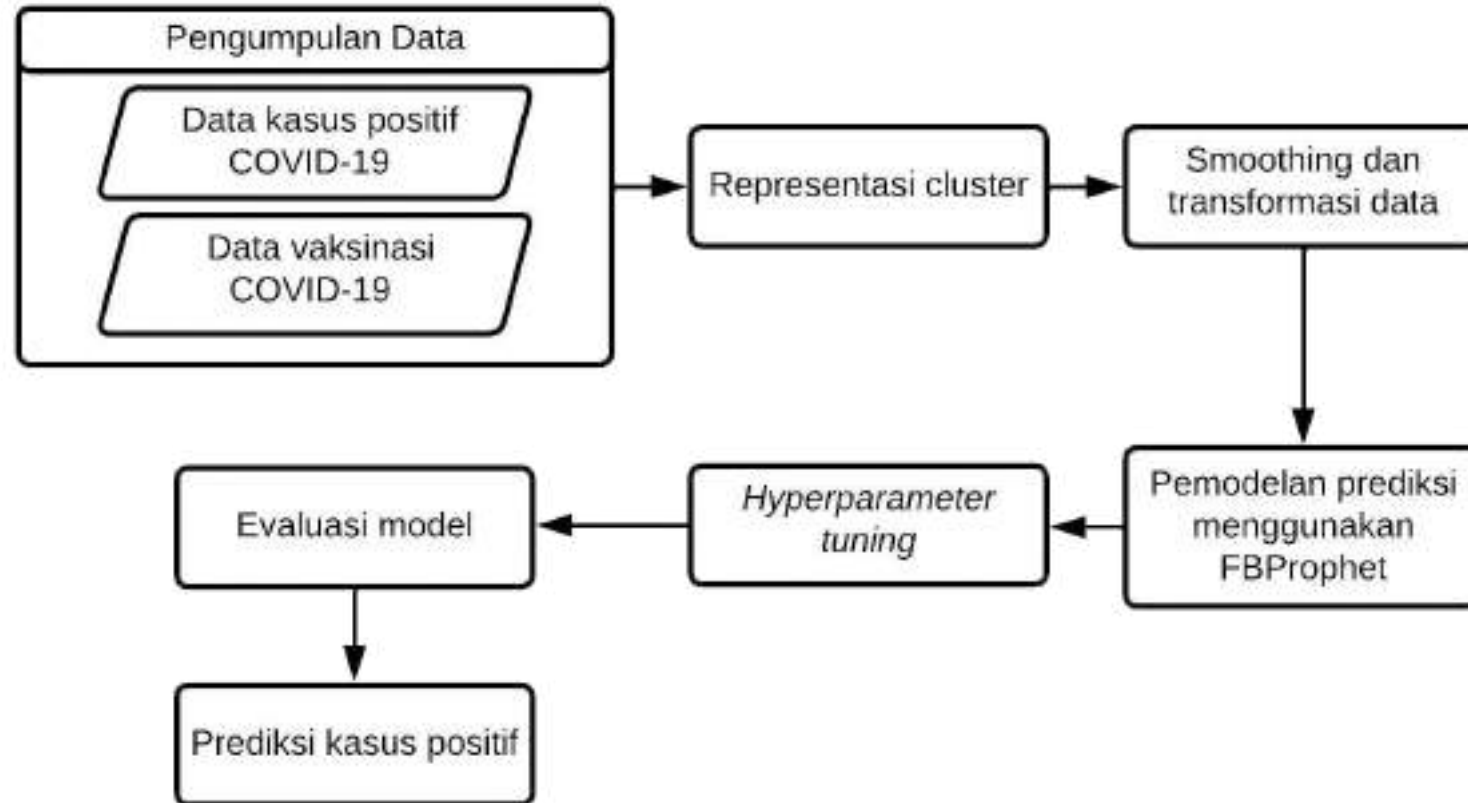 Pengumpulan Data
Data kasus positif
COVID-19
Data vaksinasi
COVID-19
Representasi cluster
Smoothing dan
transformasi data
Pemodelan prediksi
menggunakan
FBProphet
Hyperparameter
tuning
Evaluasi model
Prediksi kasus positif